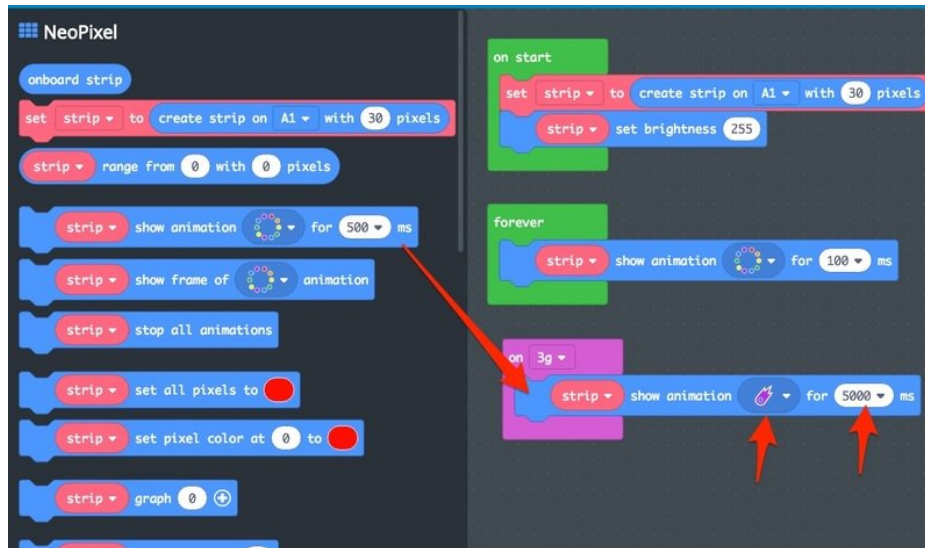 NeoPixel
onboard strip
set strip to create strip on A1 with 30 pixels
strip range from 0 with 0 pixels
strip show animation for 500 ms
strip show frame of animation
strip stop all animations
strip set all pixels to
strip set pixel color at 0 to
strip graph 0
on start
set strip to create strip on A1 with 30 pixels
strip set brightness 255
forever
strip show animation for 100 ms
on 3g
strip show animation for 5000 ms